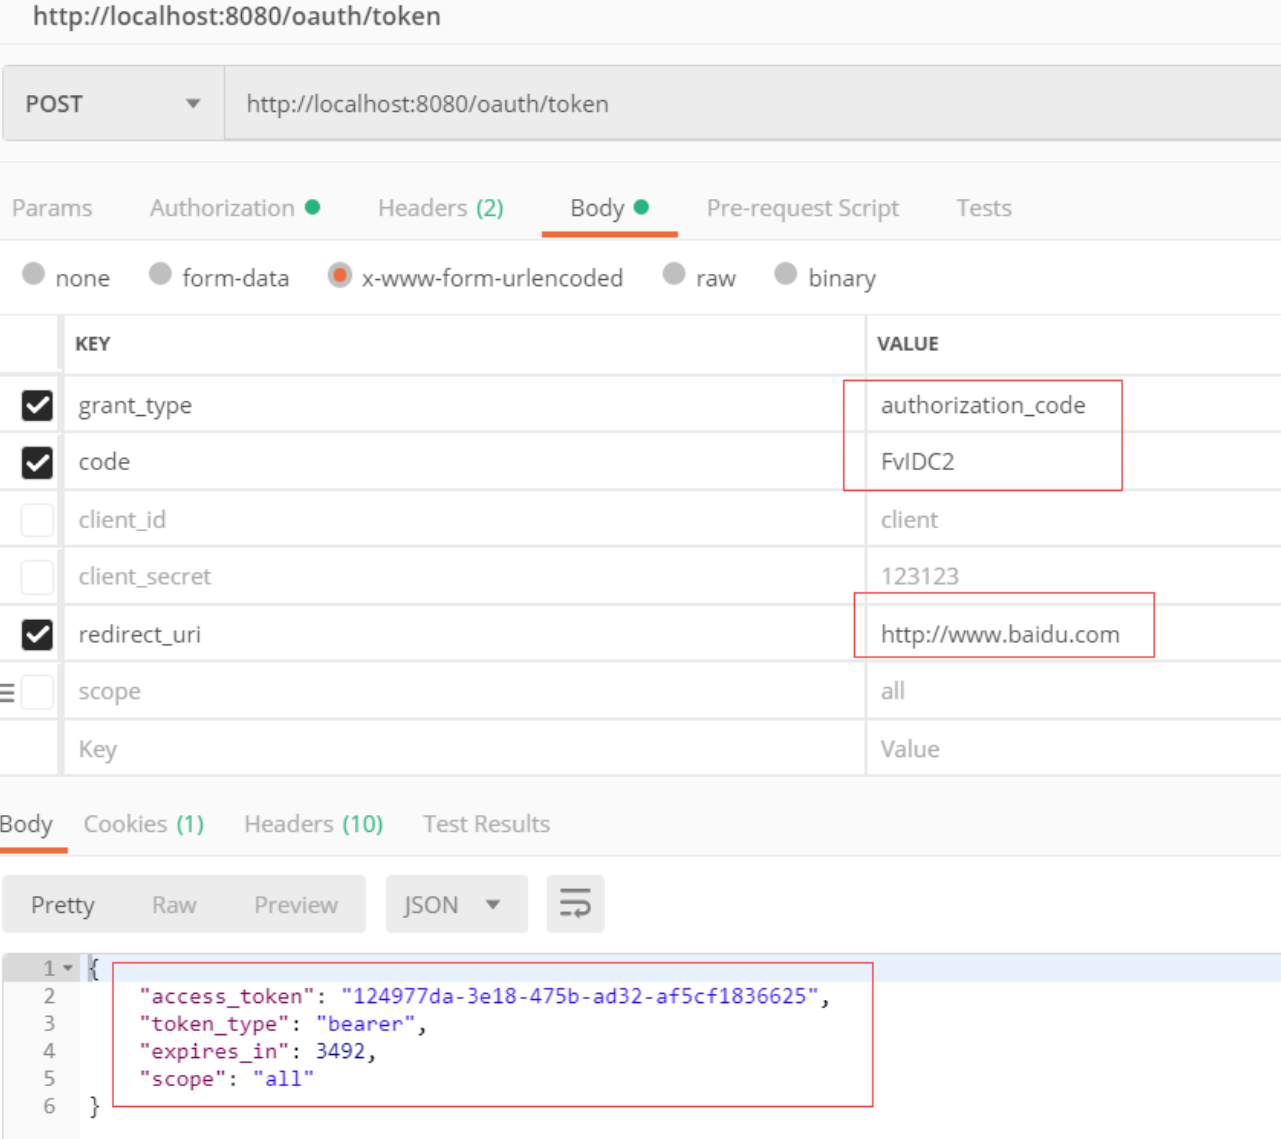 http://localhost:8080/oauth/token
POST http://localhost:8080/oauth/token
Params Authorization Headers (2) Body Pre-request Script Tests
none form-data x-www-form-urlencoded raw binary
KEY VALUE
grant_type authorization_code
code FvIDC2
client_id client
client_secret 123123
redirect_uri http://www.baidu.com
scope all
Key Value
Body Cookies (1) Headers (10) Test Results
Pretty Raw Preview JSON
1 {
2 "access_token": "124977da-3e18-475b-ad32-af5cf1836625",
3 "token_type": "bearer",
4 "expires_in": 3492,
5 "scope": "all"
6 }